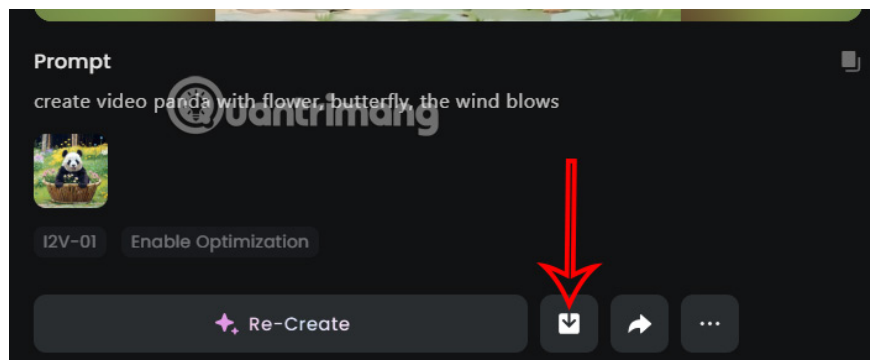 Prompt
create video panda with flower, butterfly, the wind blows
Quantrimang
I2V-01
Enable Optimization
Re-Create